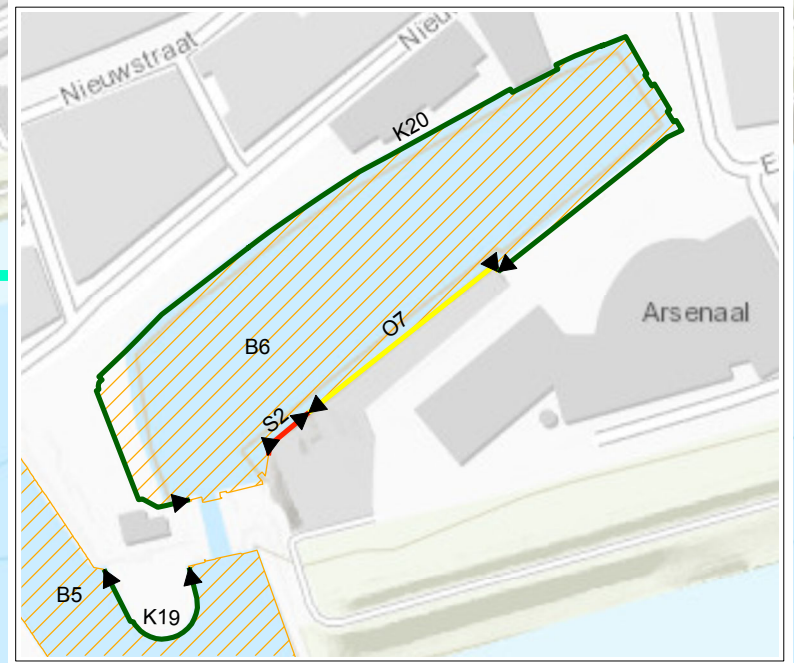 Nieuwstraat
Nieu
K20
E
Arsenaal
O7
B6
S2
B5
K19